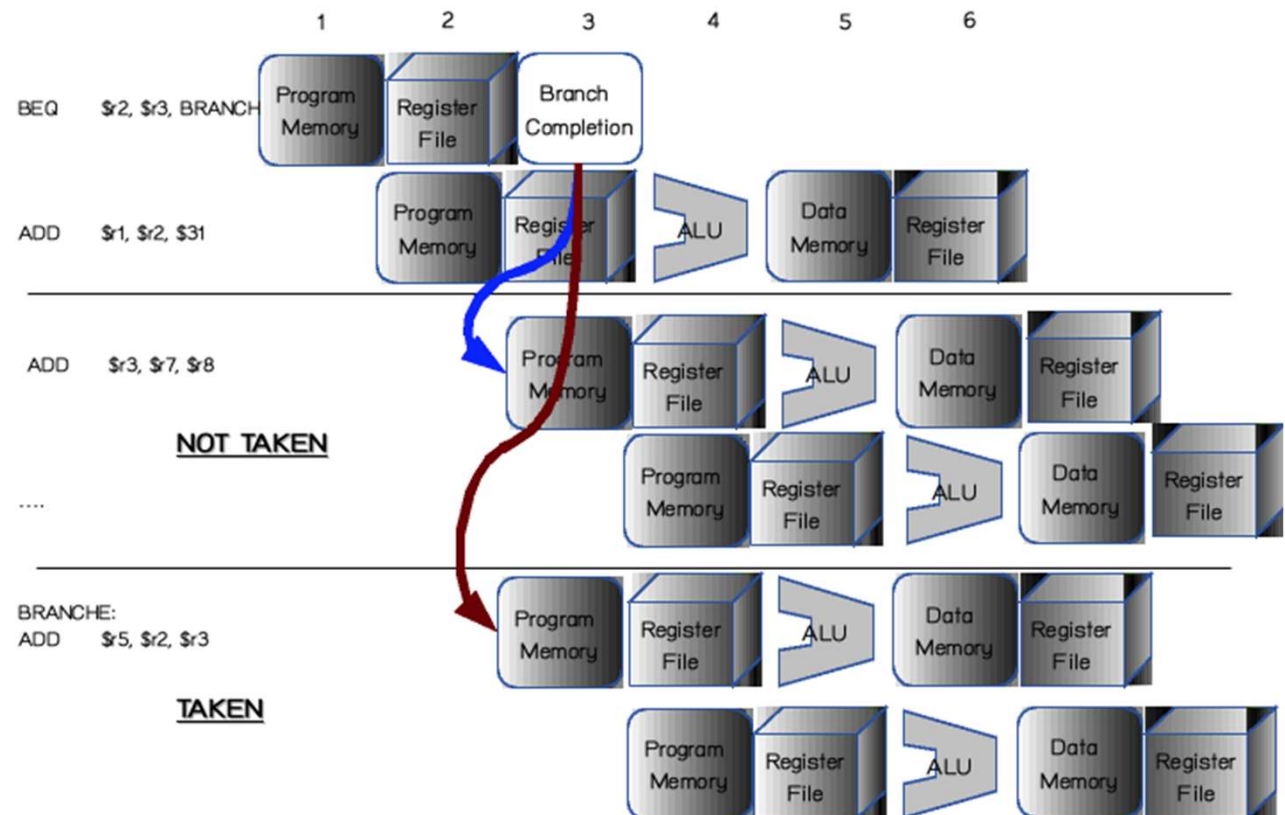 1 2 3 4 5 6
BEQ $r2, $r3, BRANCH
Program
Memory
Register
File
Branch
Completion
ADD $r1, $r2, $31
Program
Memory
Register
File
ALU
Data
Memory
Register
File
ADD $r3, $r7, $r8
Program
Memory
Register
File
ALU
Data
Memory
Register
File
NOT TAKEN
....
Program
Memory
Register
File
ALU
Data
Memory
Register
File
BRANCHE:
ADD $r5, $r2, $r3
Program
Memory
Register
File
ALU
Data
Memory
Register
File
TAKEN
Program
Memory
Register
File
ALU
Data
Memory
Register
File